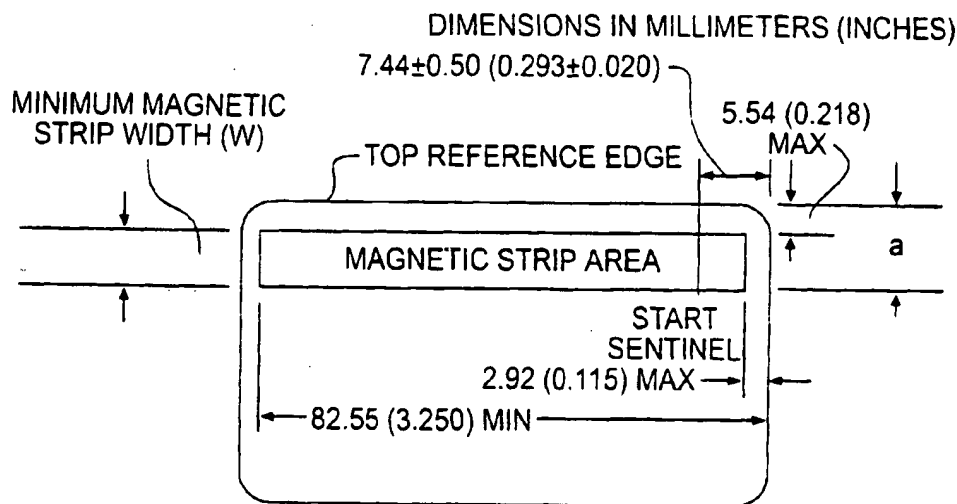 DIMENSIONS IN MILLIMETERS (INCHES)
7.44±0.50 (0.293±0.020)
MINIMUM MAGNETIC
STRIP WIDTH (W)
5.54 (0.218)
MAX
TOP REFERENCE EDGE
MAGNETIC STRIP AREA
a
START
SENTINEL
2.92 (0.115) MAX
82.55 (3.250) MIN